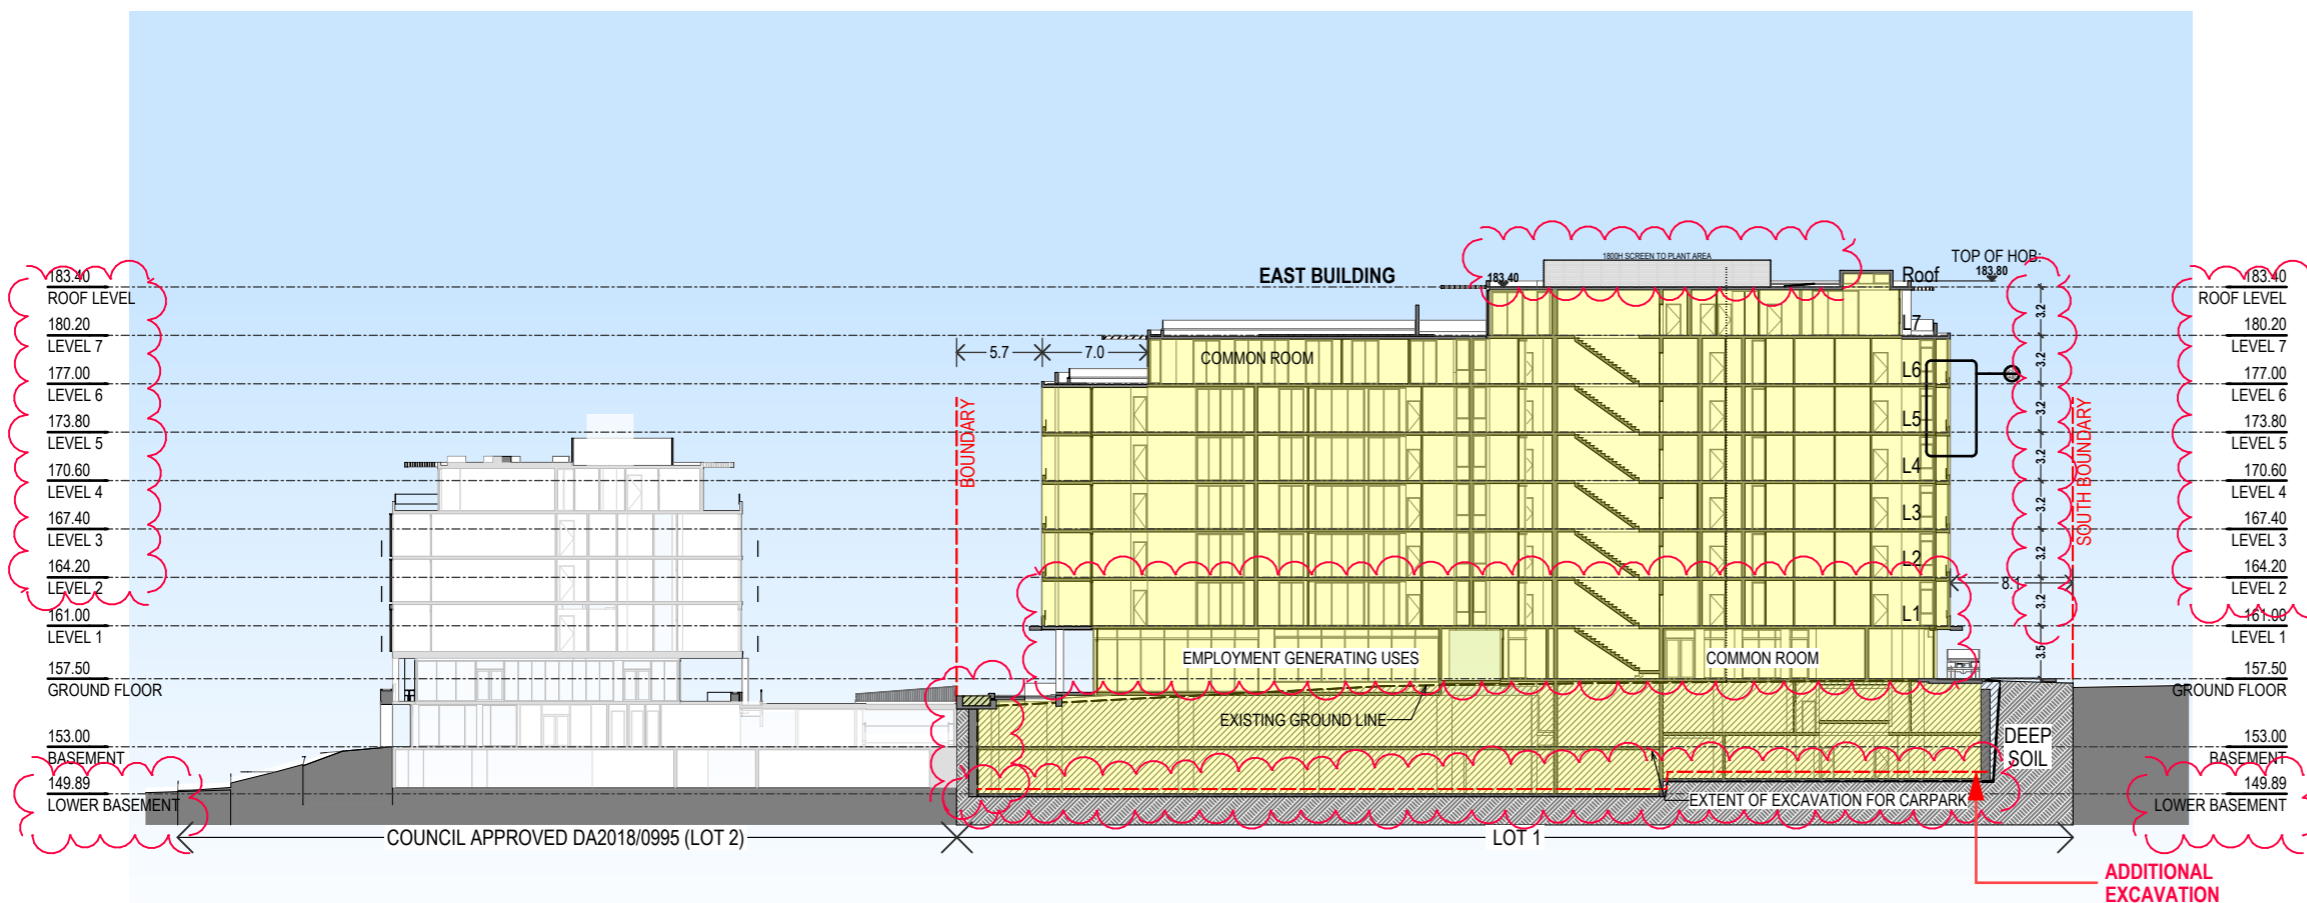 183.40
ROOF LEVEL
180.20
LEVEL 7
177.00
LEVEL 6
173.80
LEVEL 5
170.60
LEVEL 4
167.40
LEVEL 3
164.20
LEVEL 2
161.00
LEVEL 1
157.50
GROUND FLOOR
153.00
BASEMENT
149.89
LOWER BASEMENT
7
COUNCIL APPROVED DA2018/0995 (LOT 2)
BOUNDARY
5.7
7.0
EAST BUILDING
183.40
1800H SCREEN TO PLANT AREA
Roof
TOP OF HOB:
183.80
COMMON ROOM
L7
L6
L5
L4
L3
L2
L1
3.2
3.2
3.2
3.2
3.2
3.2
3.2
3.5
8.1
SOUTH BOUNDARY
EMPLOYMENT GENERATING USES
COMMON ROOM
EXISTING GROUND LINE
DEEP
SOIL
EXTENT OF EXCAVATION FOR CARPARK
LOT 1
ADDITIONAL
EXCAVATION
183.40
ROOF LEVEL
180.20
LEVEL 7
177.00
LEVEL 6
173.80
LEVEL 5
170.60
LEVEL 4
167.40
LEVEL 3
164.20
LEVEL 2
161.00
LEVEL 1
157.50
GROUND FLOOR
153.00
BASEMENT
149.89
LOWER BASEMENT